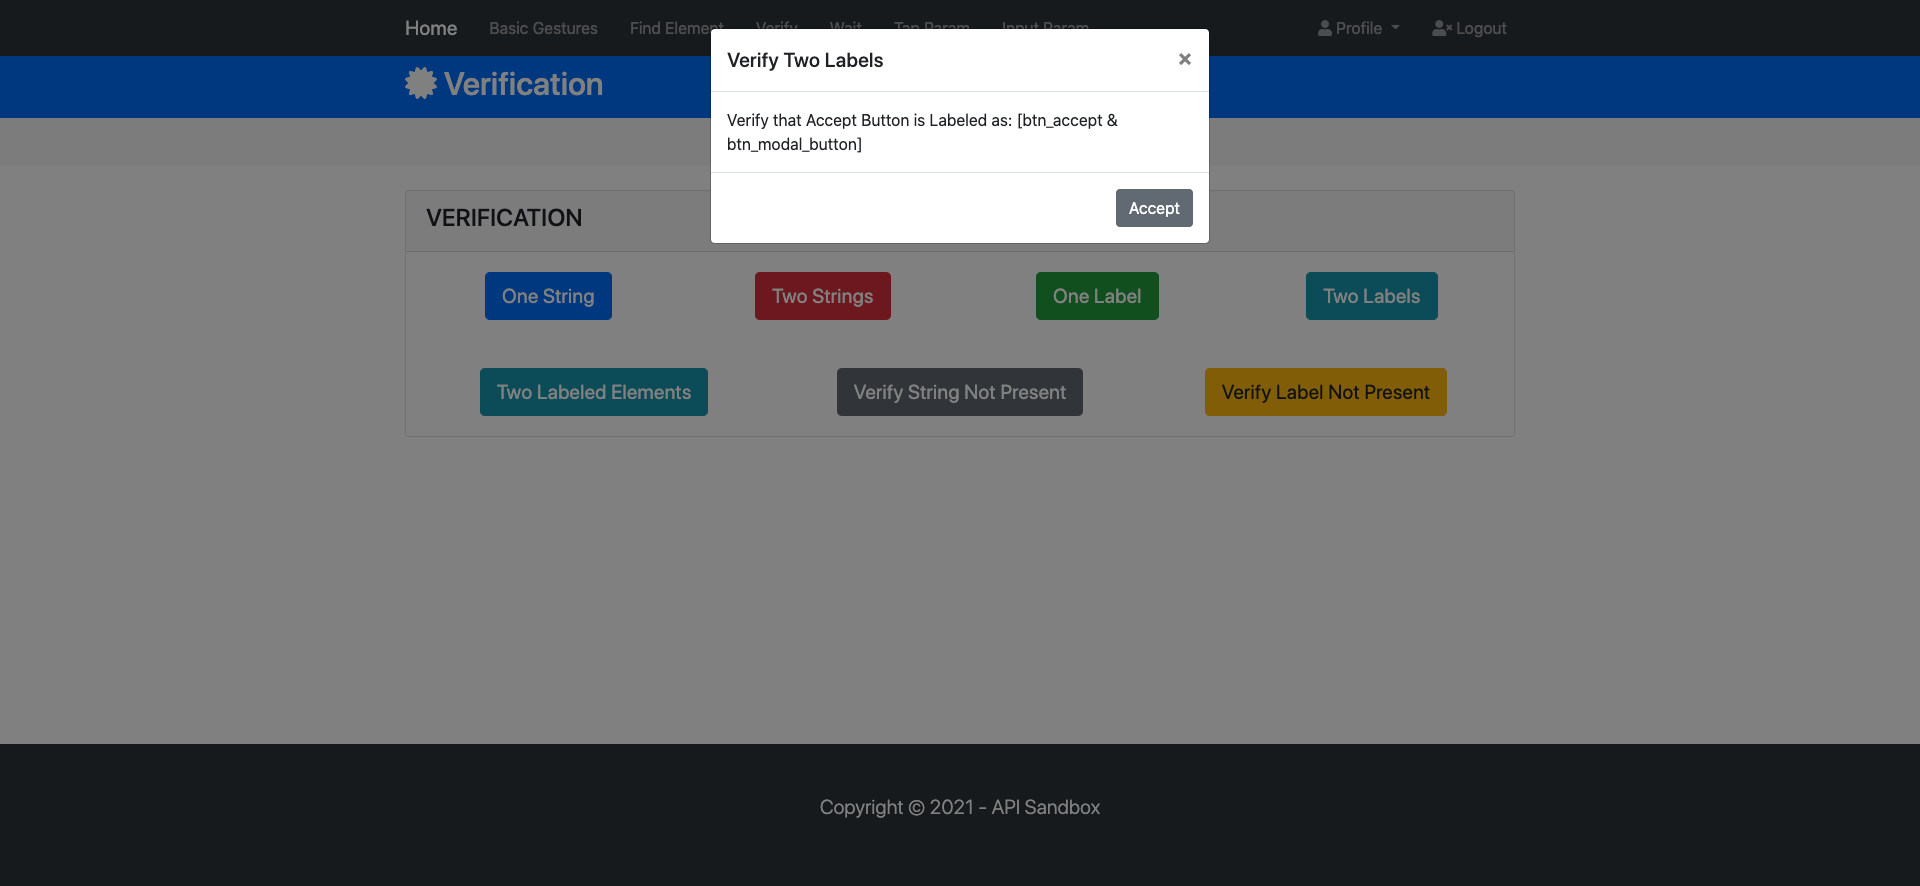 Home Basic Gestures Find Element Verify Wait Tap Param Input Param Profile Logout
Verification
Verify Two Labels ×
Verify that Accept Button is Labeled as: [btn_accept &
btn_modal_button]
Accept
VERIFICATION
One String Two Strings One Label Two Labels
Two Labeled Elements Verify String Not Present Verify Label Not Present
Copyright © 2021 - API Sandbox